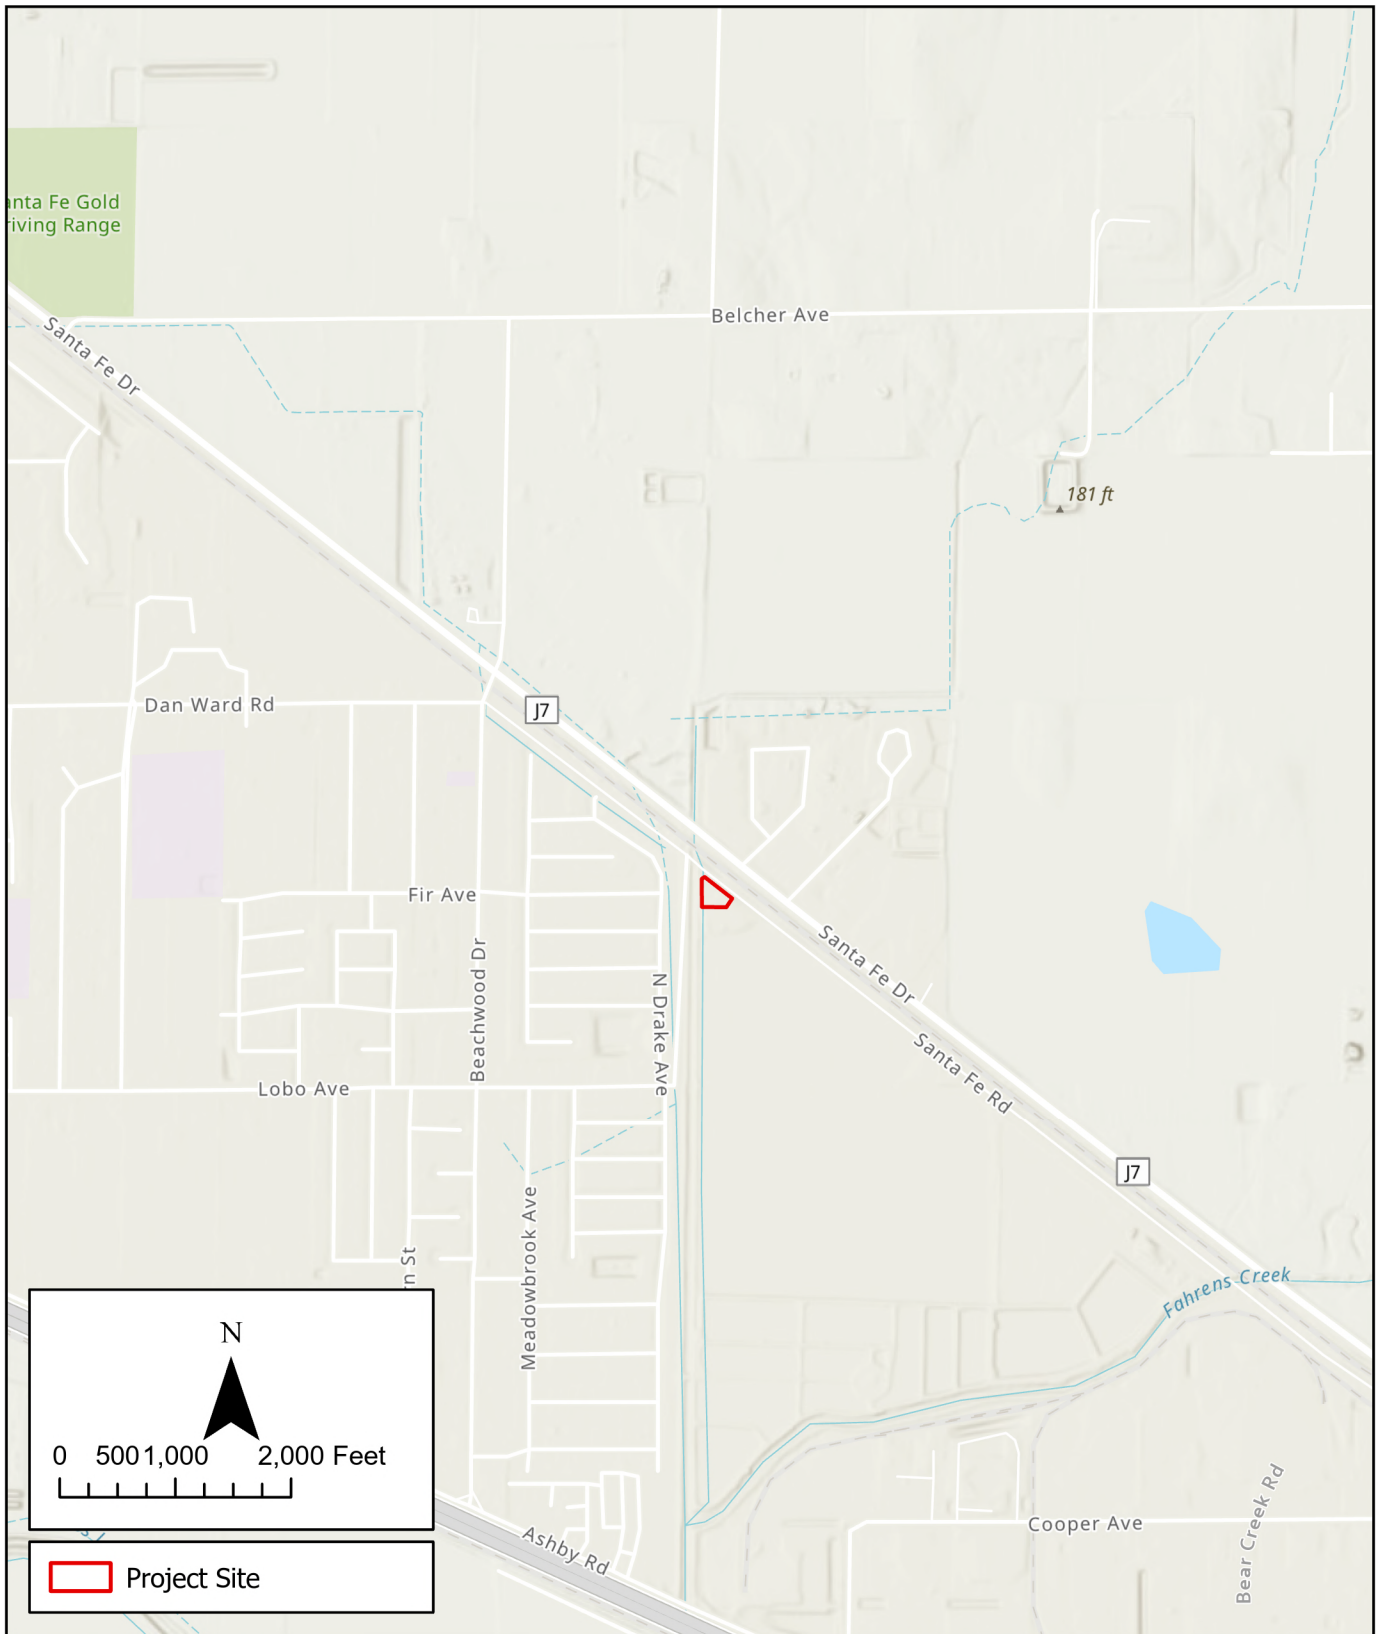 anta Fe Gold
riving Range
Belcher Ave
Santa Fe Dr
181 ft
Dan Ward Rd
J7
Fir Ave
Beachwood Dr
N Drake Ave
Santa Fe Dr
Santa Fe Rd
Lobo Ave
J7
Meadowbrook Ave
n St
Fahrens Creek
N
0 500 1,000 2,000 Feet
Project Site
Ashby Rd
Cooper Ave
Bear Creek Rd